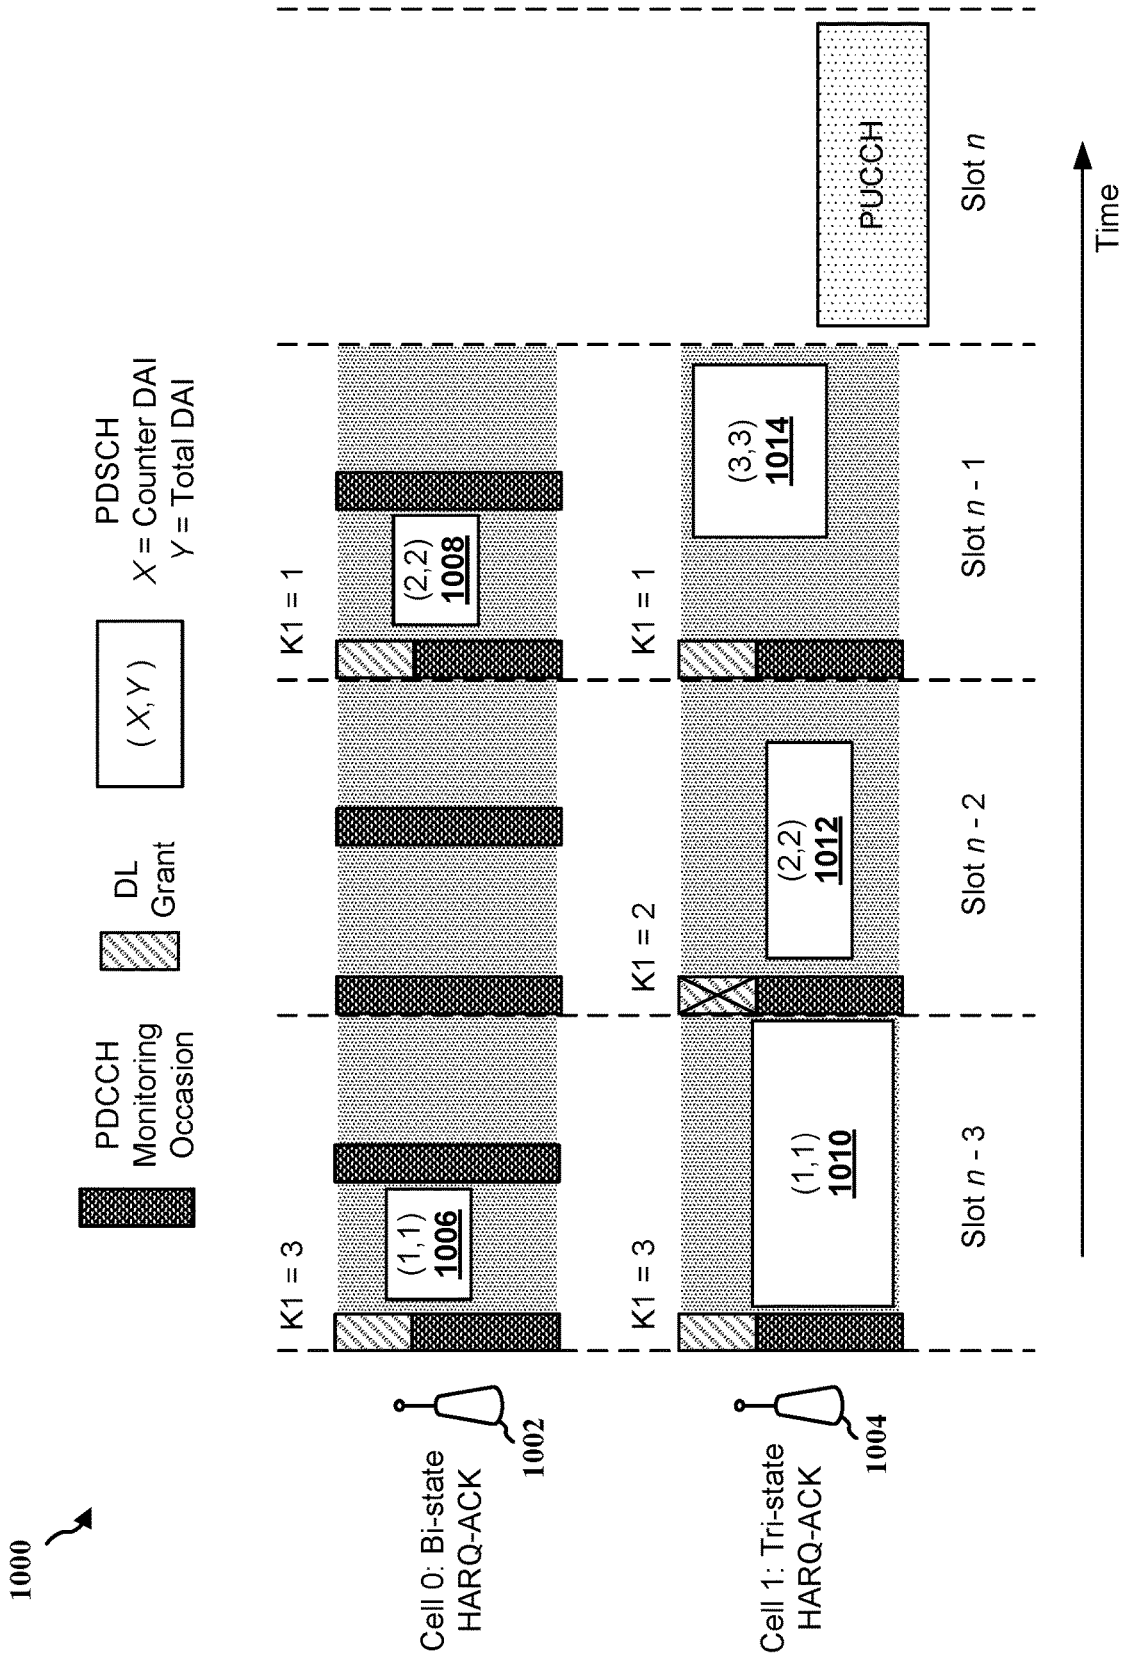 1000
PDCCH
Monitoring
Occasion
DL
Grant
(X,Y)
PDSCH
X = Counter DAI
Y = Total DAI
Cell 0: Bi-state
HARQ-ACK
1002
K1 = 3
(1,1)
1006
K1 = 1
(2,2)
1008
Cell 1: Tri-state
HARQ-ACK
1004
K1 = 3
(1,1)
1010
K1 = 2
(2,2)
1012
K1 = 1
(3,3)
1014
PUCCH
Slot n - 3
Slot n - 2
Slot n - 1
Slot n
Time